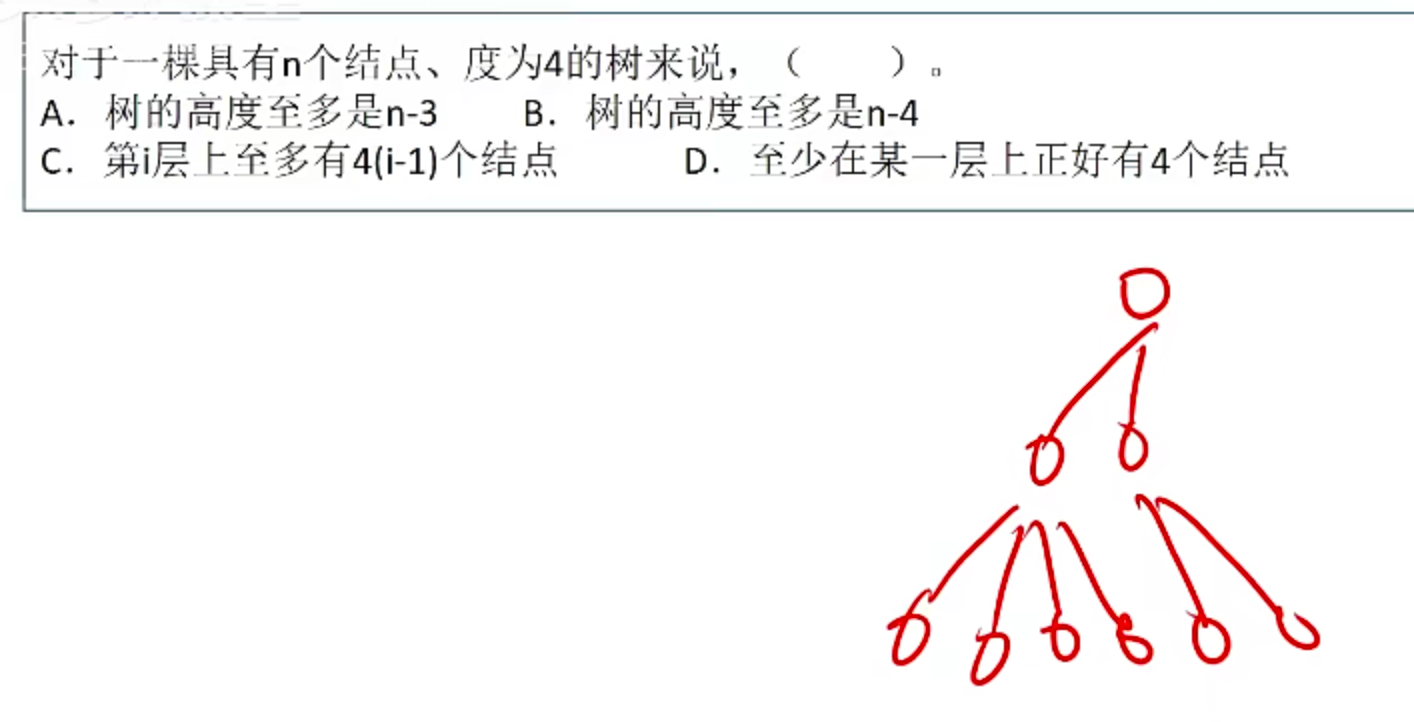 对于一棵具有n个结点、度为4的树来说，（ ）。
A. 树的高度至多是n-3 B. 树的高度至多是n-4
C. 第i层上至多有4(i-1)个结点 D. 至少在某一层上正好有4个结点